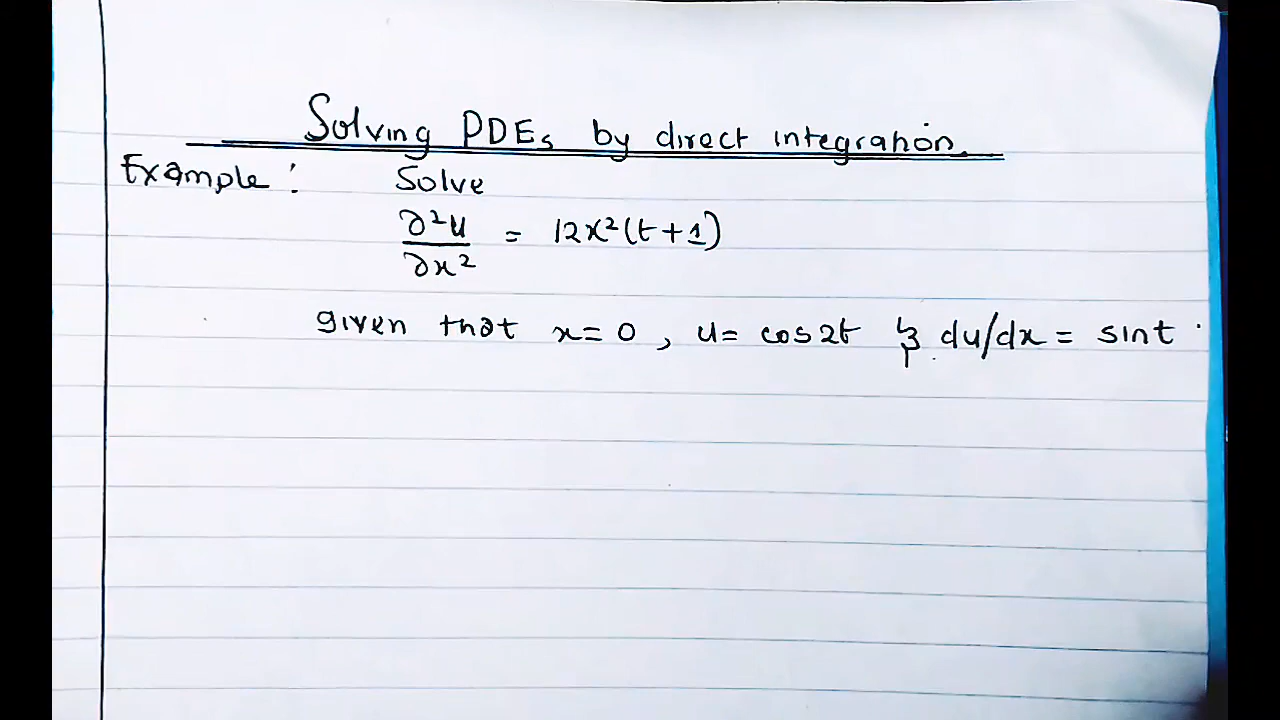 Solving PDEs by direct integration.
Example: Solve
∂²u/∂x² = 12x²(t+1)
given that x=0, u= cos2t & du/dx = sint.